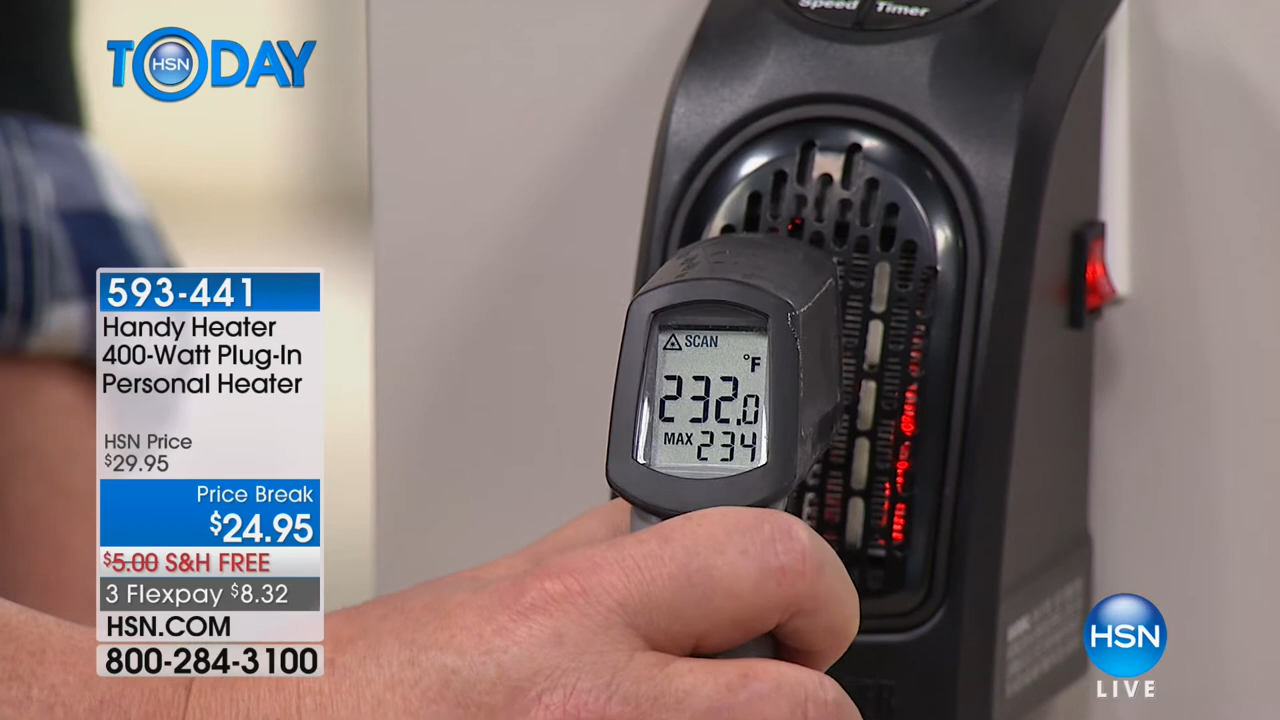 Speed Timer
TODAY
HSN
593-441
Handy Heater
400-Watt Plug-In
Personal Heater
HSN Price
$29.95
Price Break
$24.95
$5.00 S&H FREE
3 Flexpay $8.32
HSN.COM
800-284-3100
SCAN
°F
232.0
MAX 234
HSN
LIVE